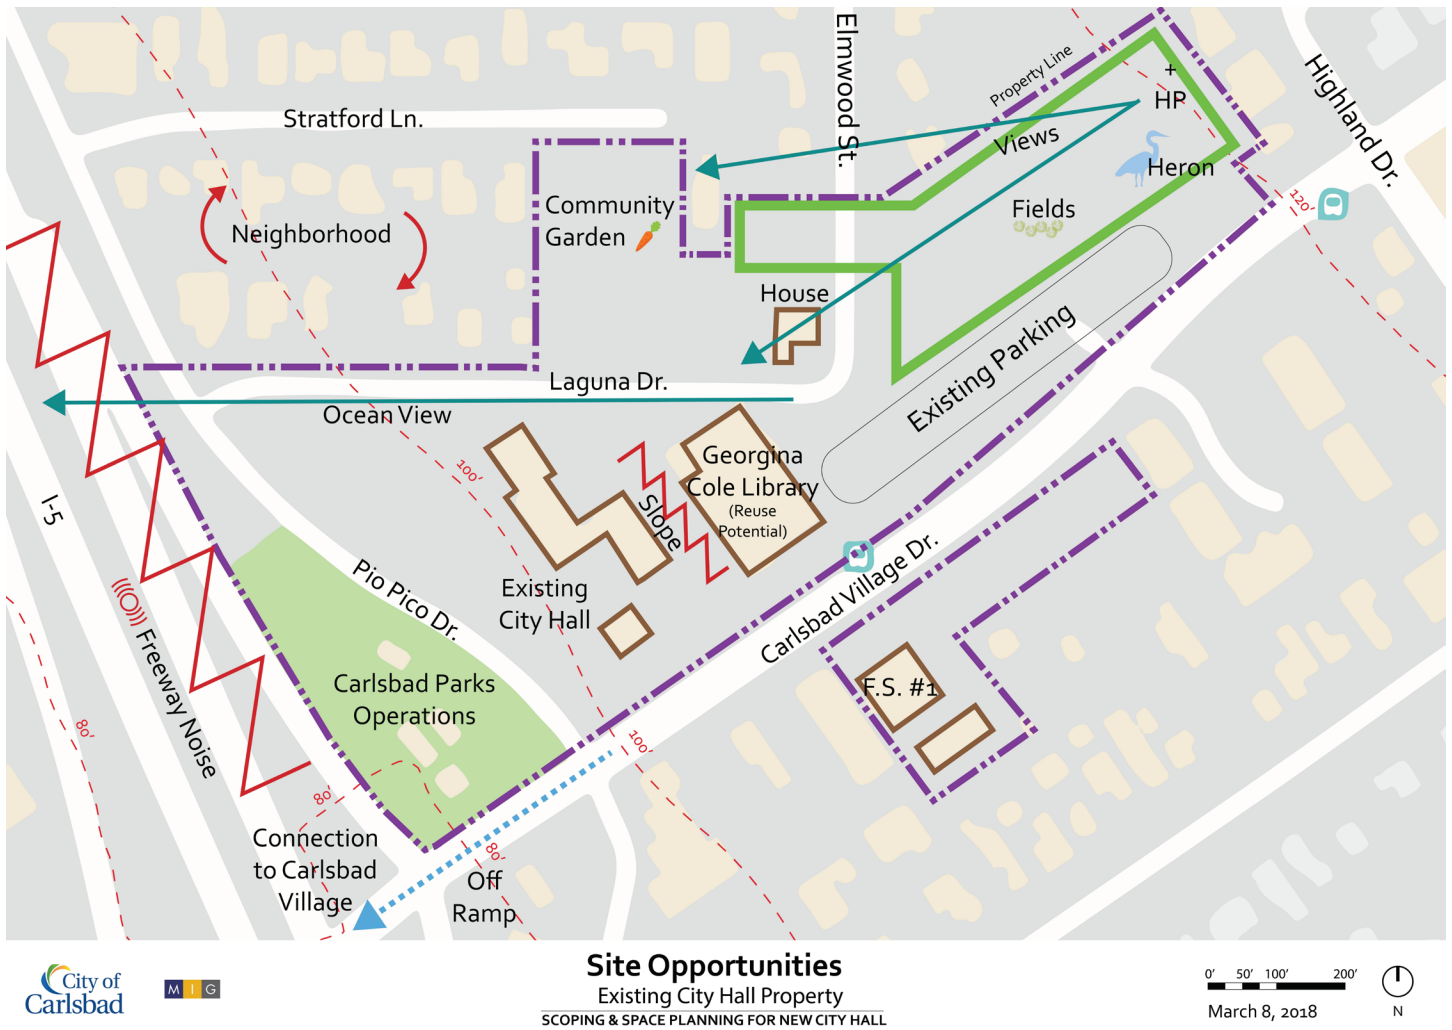 Elmwood St.
Property Line
Highland Dr.
+
HP
Stratford Ln.
Views
Heron
Community
Garden
Fields
120'
Neighborhood
House
Existing Parking
Laguna Dr.
Ocean View
100'
Georgina
Cole Library
(Reuse
Potential)
Slope
I-5
Existing
City Hall
Pio Pico Dr.
Carlsbad Village Dr.
Freeway Noise
Carlsbad Parks
Operations
F.S. #1
80'
100'
80'
Connection
to Carlsbad
Village
80'
Off
Ramp
City of
Carlsbad
M I G
Site Opportunities
Existing City Hall Property
SCOPING & SPACE PLANNING FOR NEW CITY HALL
0' 50' 100' 200'
March 8, 2018
N